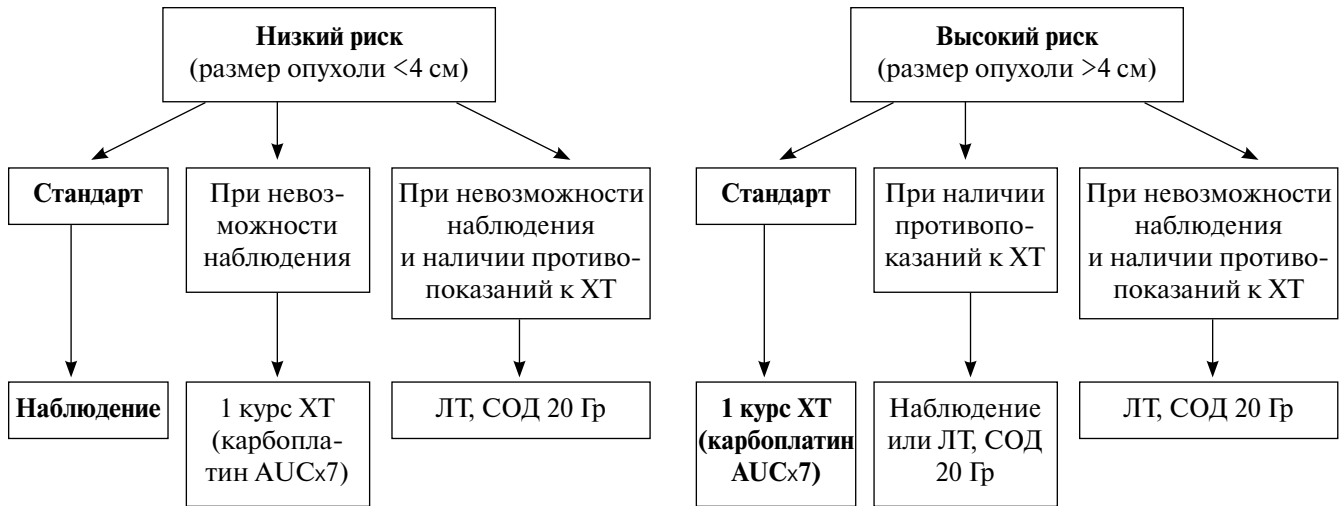 Низкий риск
(размер опухоли <4 см)
Стандарт
При невоз-
можности
наблюдения
При невозможности
наблюдения
и наличии противо-
показаний к ХТ
Наблюдение
1 курс ХТ
(карбопла-
тин AUCx7)
ЛТ, СОД 20 Гр
Высокий риск
(размер опухоли >4 см)
Стандарт
При наличии
противопо-
казаний к ХТ
При невозможности
наблюдения
и наличии противо-
показаний к ХТ
1 курс ХТ
(карбоплатин
AUCx7)
Наблюдение
или ЛТ, СОД
20 Гр
ЛТ, СОД 20 Гр